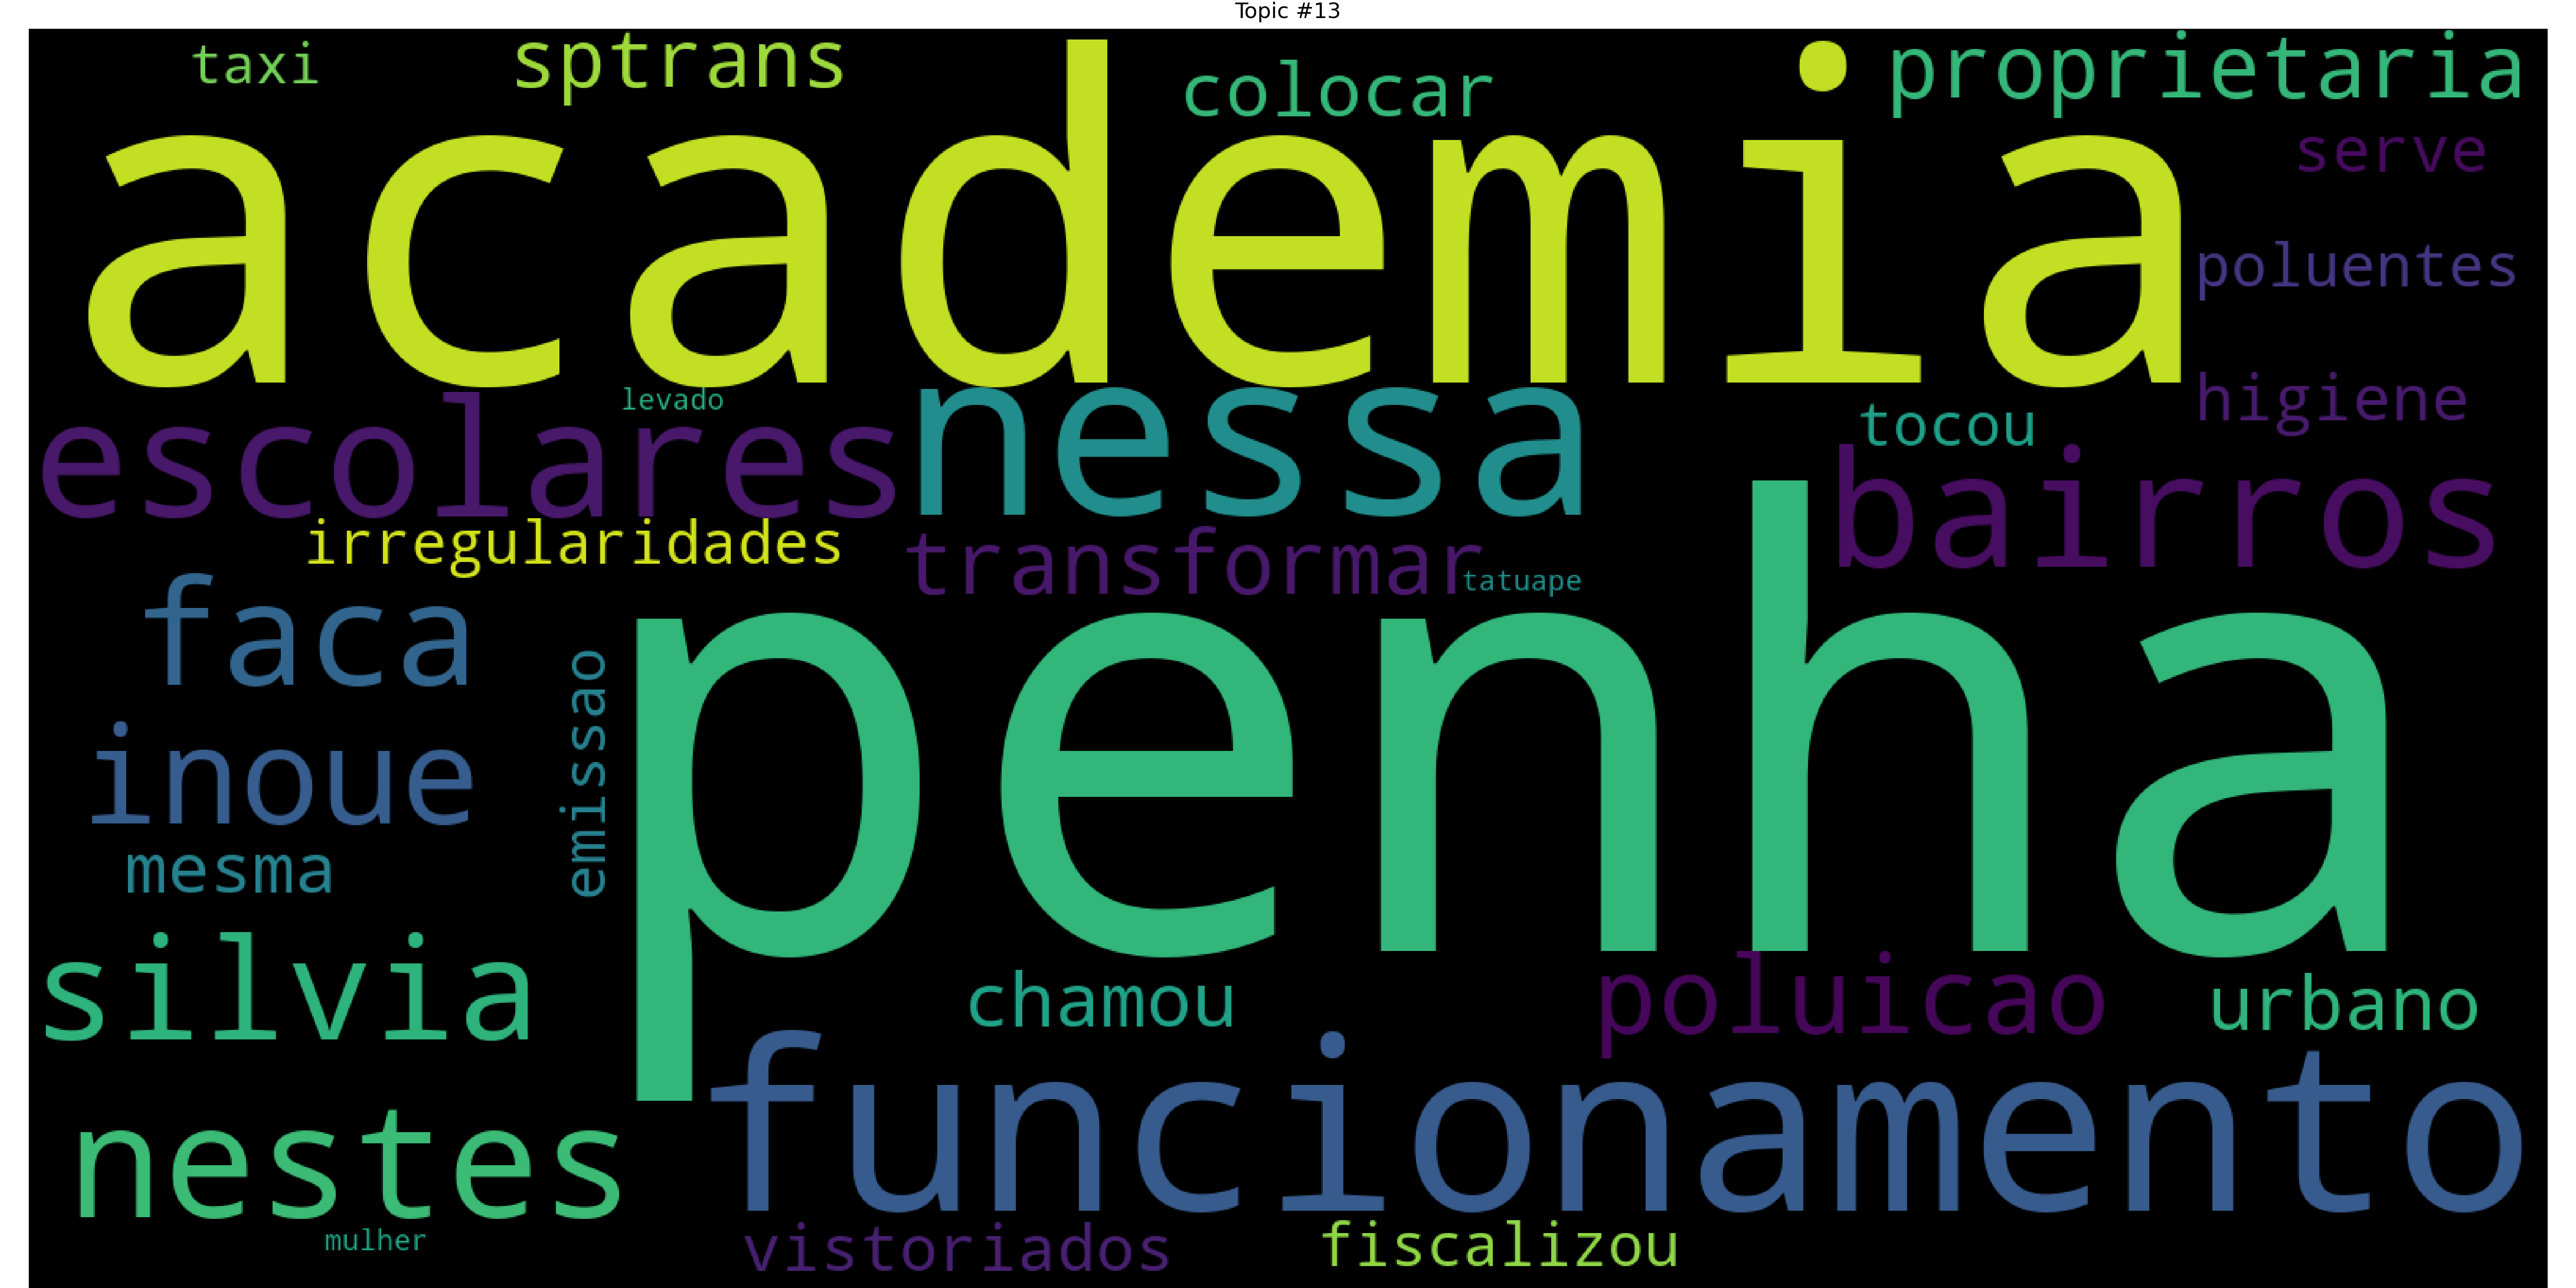 Topic #13
taxi
sptrans
colocar
proprietaria
academia
serve
poluentes
higiene
levado
escolares
nessa
tocou
bairros
irregularidades
transformar
tatuape
faca
penha
inoue
emissao
mesma
silvia
chamou
poluicao
urbano
nestes
funcionamento
mulher
vistoriados
fiscalizou